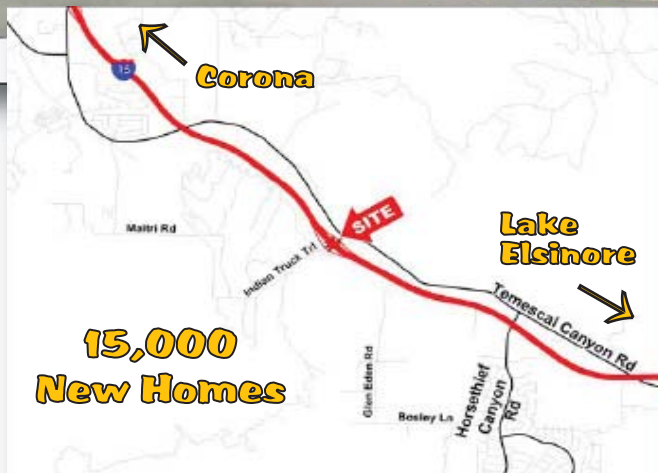 Corona
15
SITE
Maitri Rd
Indian Truck Trl
Lake
Elsinore
Temescal Canyon Rd
15,000
New Homes
Glen Eden Rd
Horsethief
Canyon
Rd
Bosley Ln